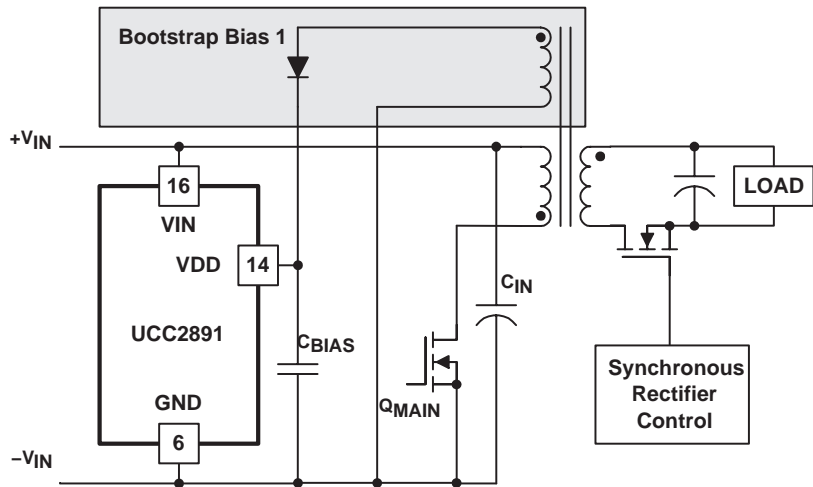 Bootstrap Bias 1
+VIN
16
VIN
LOAD
VDD
14
CIN
UCC2891
CBIAS
Synchronous
Rectifier
Control
GND
QMAIN
6
−VIN